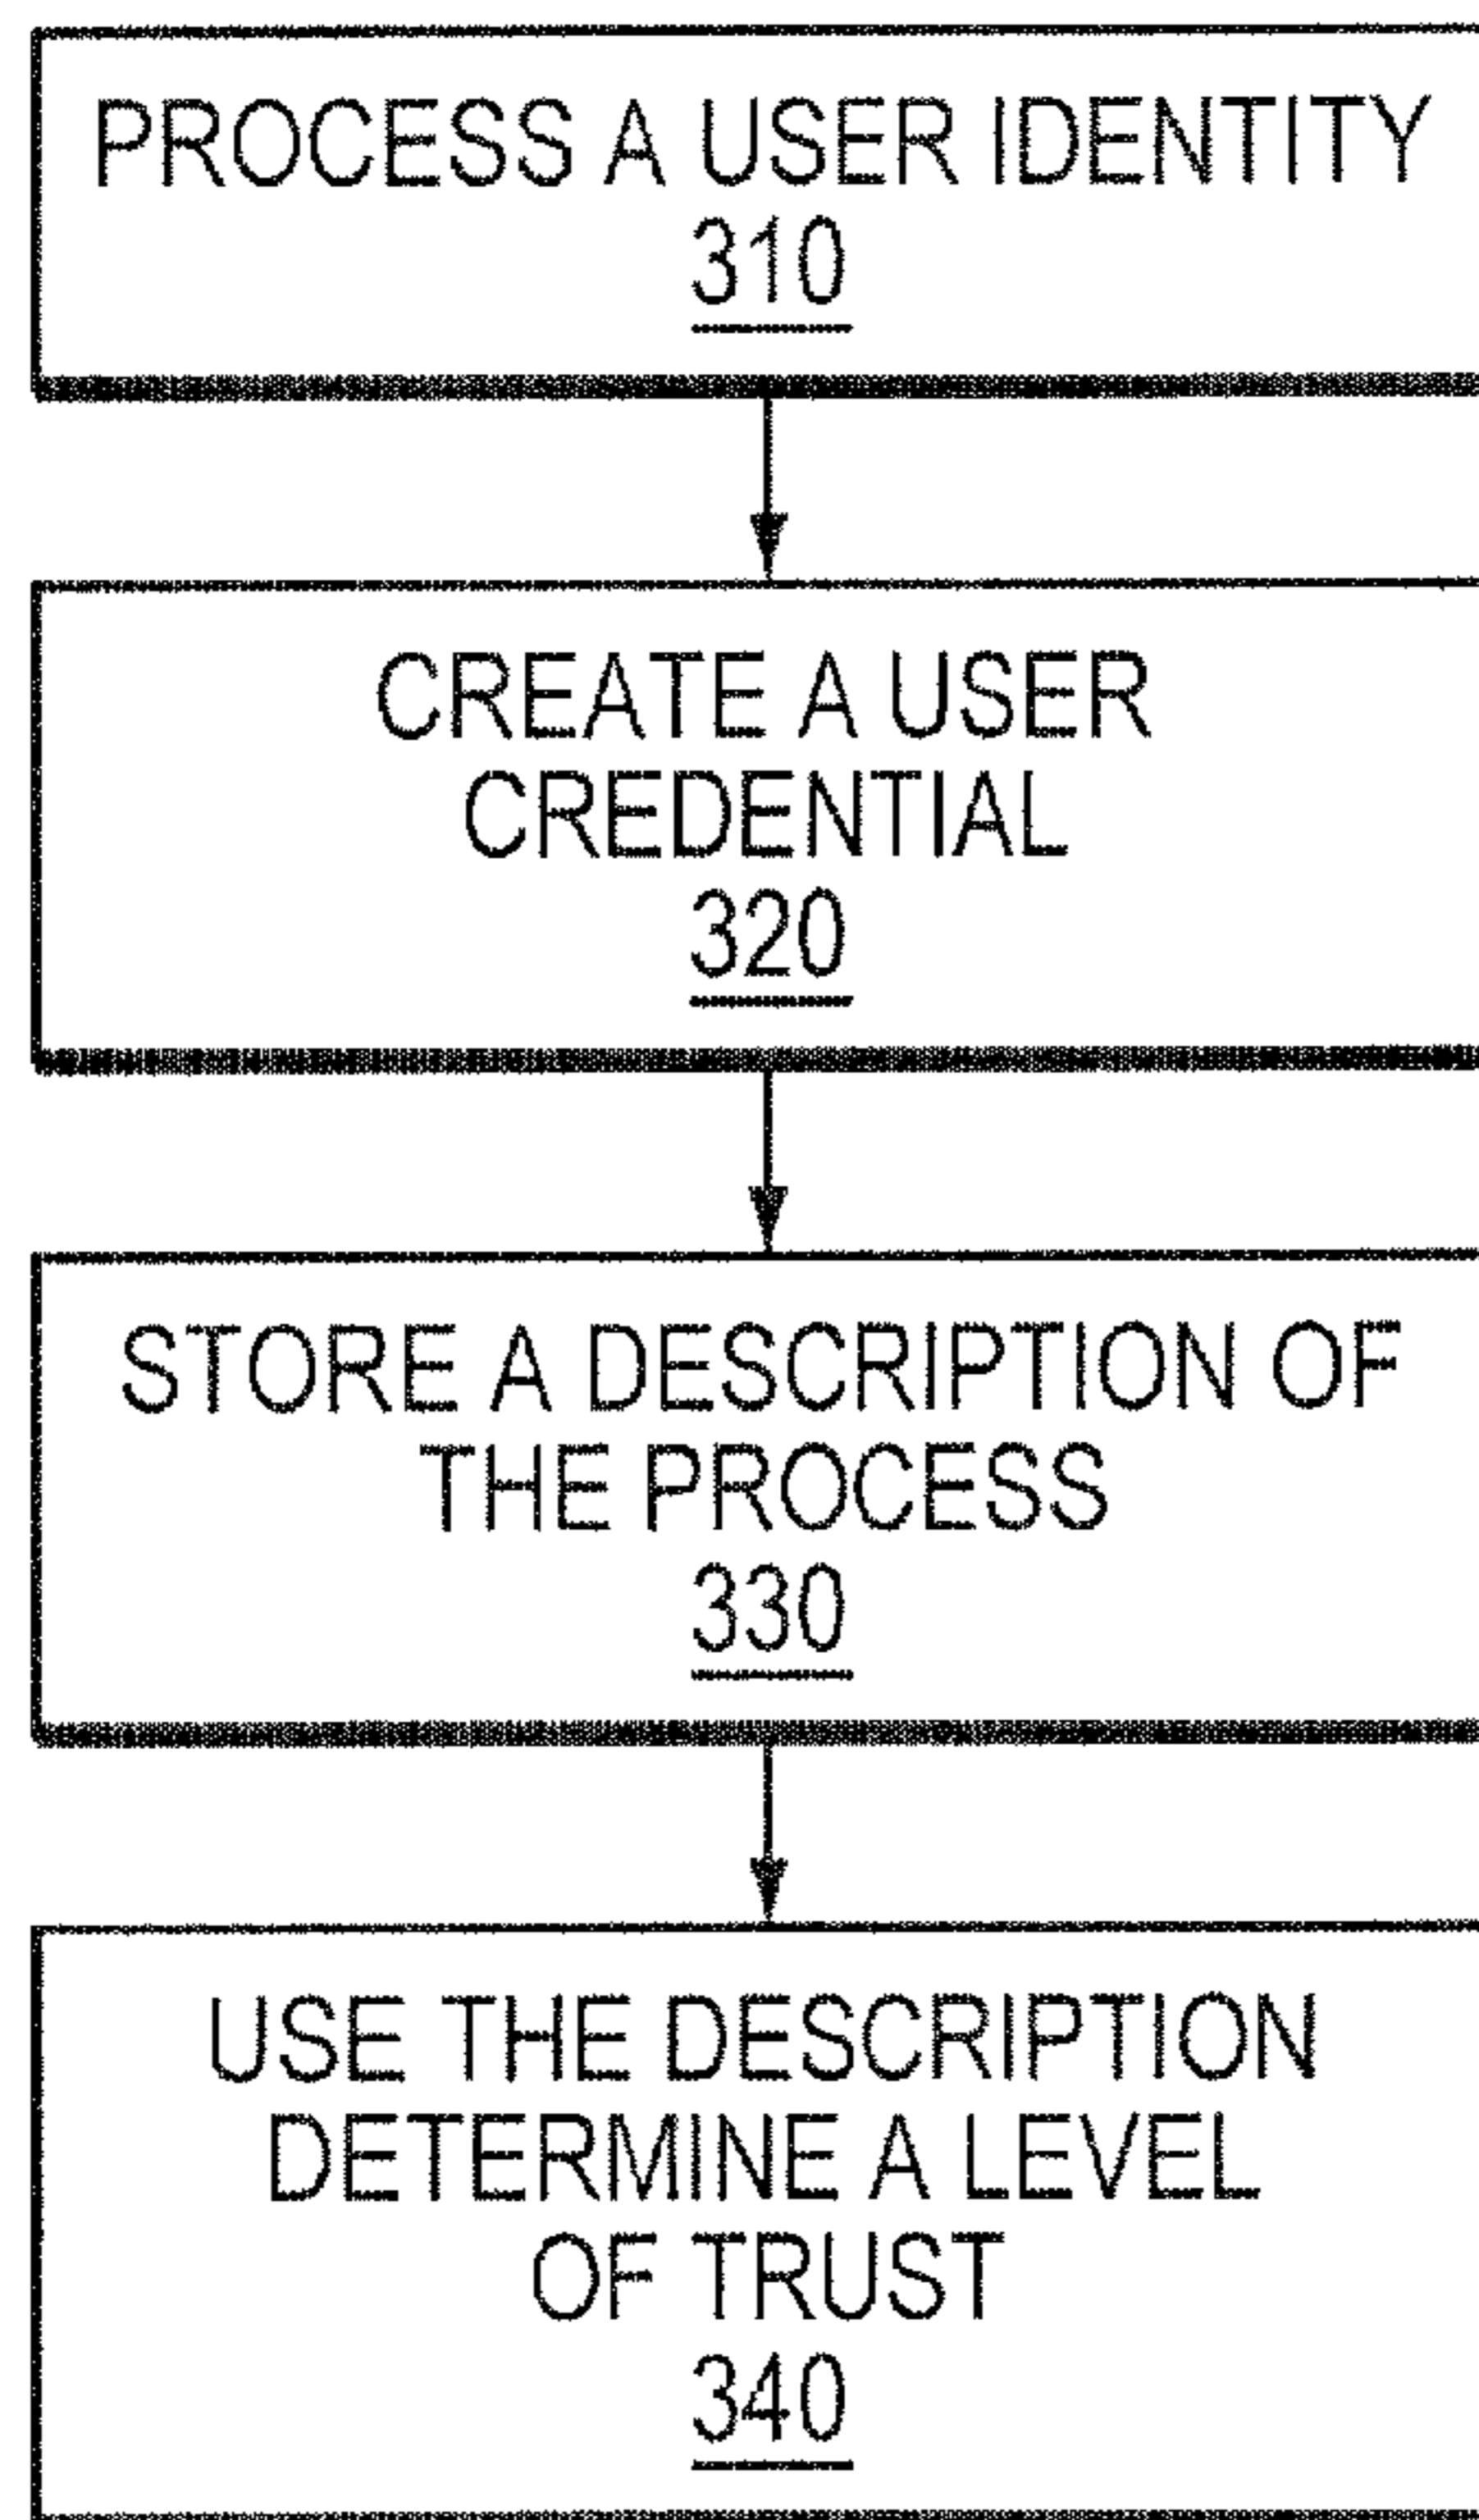 PROCESS A USER IDENTITY
310
CREATE A USER
CREDENTIAL
320
STORE A DESCRIPTION OF
THE PROCESS
330
USE THE DESCRIPTION
DETERMINE A LEVEL
OF TRUST
340